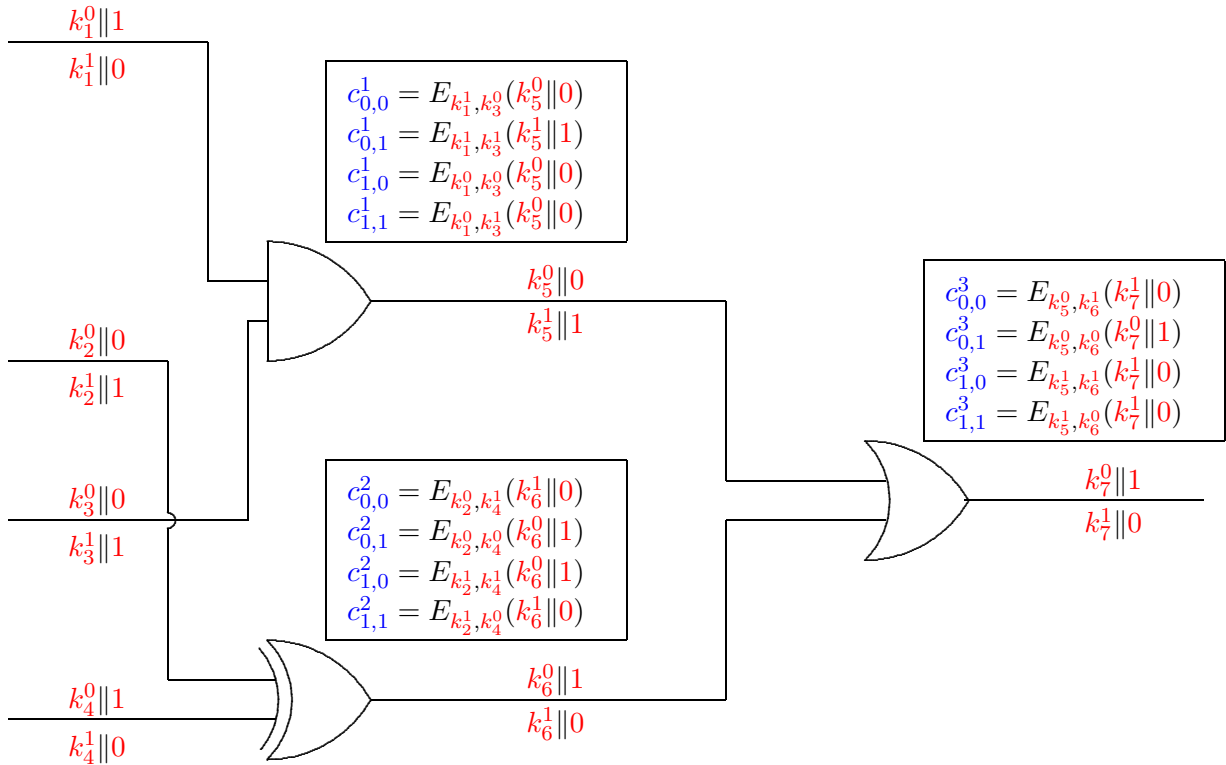 k_1^0∥1
k_1^1∥0
c_{0,0}^1 = E_{k_1^1,k_3^0}(k_5^0∥0)
c_{0,1}^1 = E_{k_1^1,k_3^1}(k_5^1∥1)
c_{1,0}^1 = E_{k_1^0,k_3^0}(k_5^0∥0)
c_{1,1}^1 = E_{k_1^0,k_3^1}(k_5^0∥0)
k_2^0∥0
k_2^1∥1
k_5^0∥0
k_5^1∥1
c_{0,0}^3 = E_{k_5^0,k_6^1}(k_7^1∥0)
c_{0,1}^3 = E_{k_5^0,k_6^0}(k_7^0∥1)
c_{1,0}^3 = E_{k_5^1,k_6^1}(k_7^1∥0)
c_{1,1}^3 = E_{k_5^1,k_6^0}(k_7^1∥0)
k_3^0∥0
k_3^1∥1
c_{0,0}^2 = E_{k_2^0,k_4^1}(k_6^1∥0)
c_{0,1}^2 = E_{k_2^0,k_4^0}(k_6^0∥1)
c_{1,0}^2 = E_{k_2^1,k_4^1}(k_6^0∥1)
c_{1,1}^2 = E_{k_2^1,k_4^0}(k_6^1∥0)
k_7^0∥1
k_7^1∥0
k_4^0∥1
k_4^1∥0
k_6^0∥1
k_6^1∥0